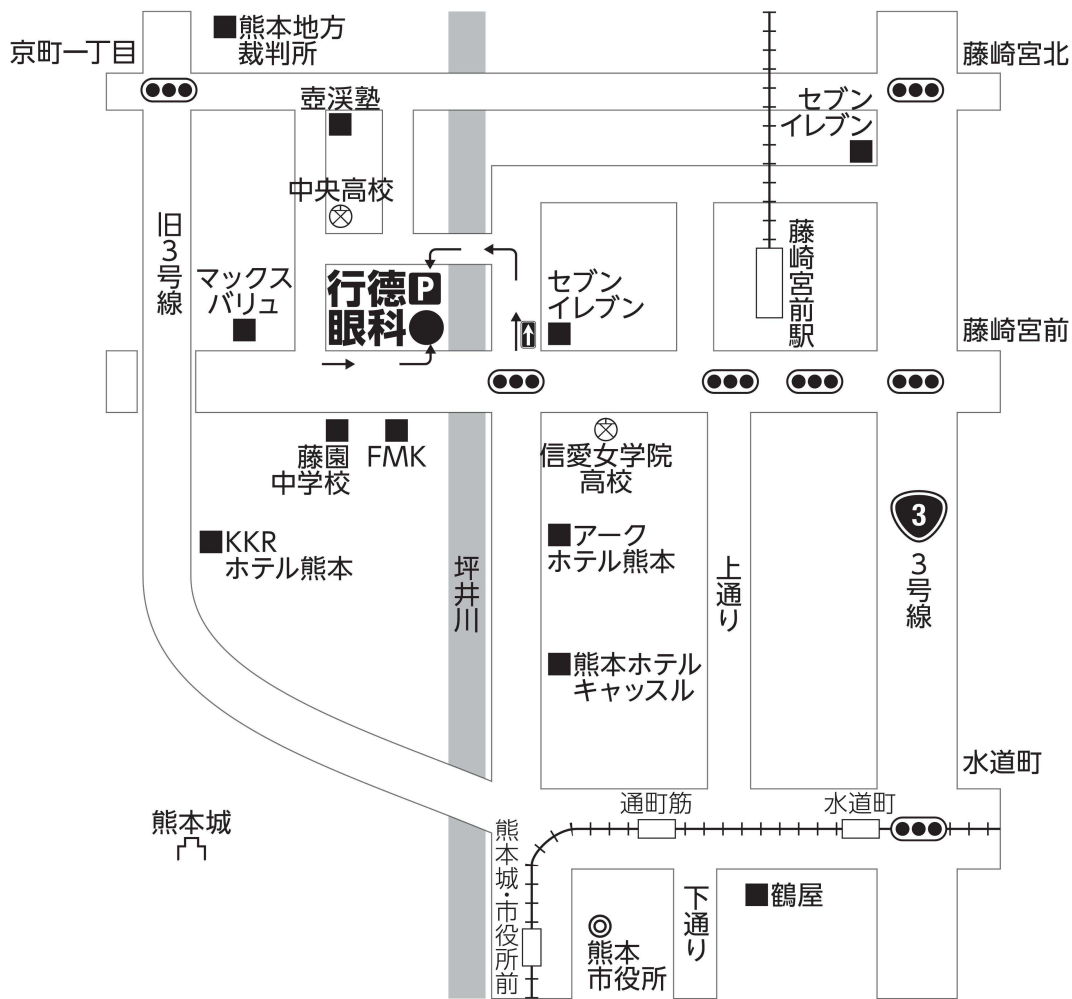 熊本地方
裁判所
京町一丁目
藤崎宮北
壺渓塾
セブン
イレブン
中央高校
旧3号線
マックス
バリュ
行徳
眼科
P
セブン
イレブン
藤崎宮前駅
藤崎宮前
藤園
中学校
FMK
信愛女学院
高校
KKR
ホテル熊本
坪井川
アーク
ホテル熊本
上通り
3
3号線
熊本ホテル
キャッスル
水道町
熊本城
通町筋
水道町
熊本城・市役所前
熊本
市役所
下通り
鶴屋